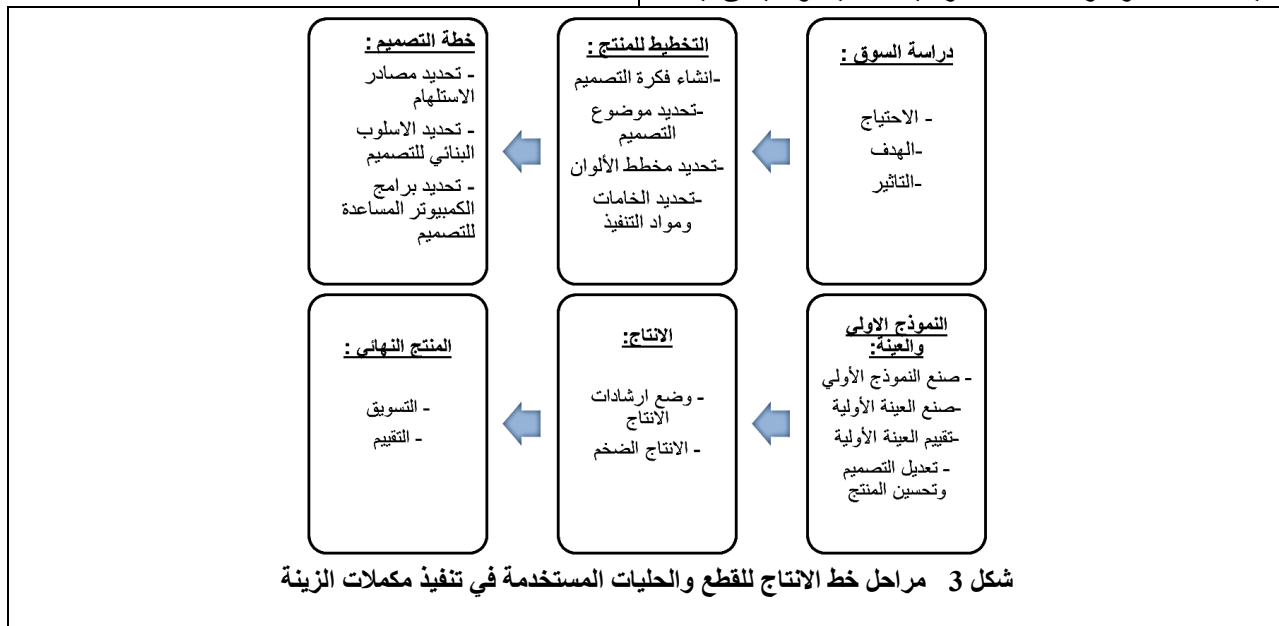 دراسة السوق :
- الاحتياج
-الهدف
-التاثير
التخطيط للمنتج :
-انشاء فكرة التصميم
-تحديد موضوع
التصميم
-تحديد مخطط الألوان
-تحديد الخامات
ومواد التنفيذ
خطة التصميم :
- تحديد مصادر
الاستلهام
- تحديد الاسلوب
البنائي للتصميم
- تحديد برامج
الكمبيوتر المساعدة
للتصميم
النموذج الاولي
والعينة:
- صنع النموذج الأولي
-صنع العينة الأولية
-تقييم العينة الأولية
- تعديل التصميم
وتحسين المنتج
الانتاج:
- وضع ارشادات
الانتاج
- الانتاج الضخم
المنتج النهائي :
- التسويق
- التقييم
شكل 3 مراحل خط الانتاج للقطع والحليات المستخدمة في تنفيذ مكملات الزينة